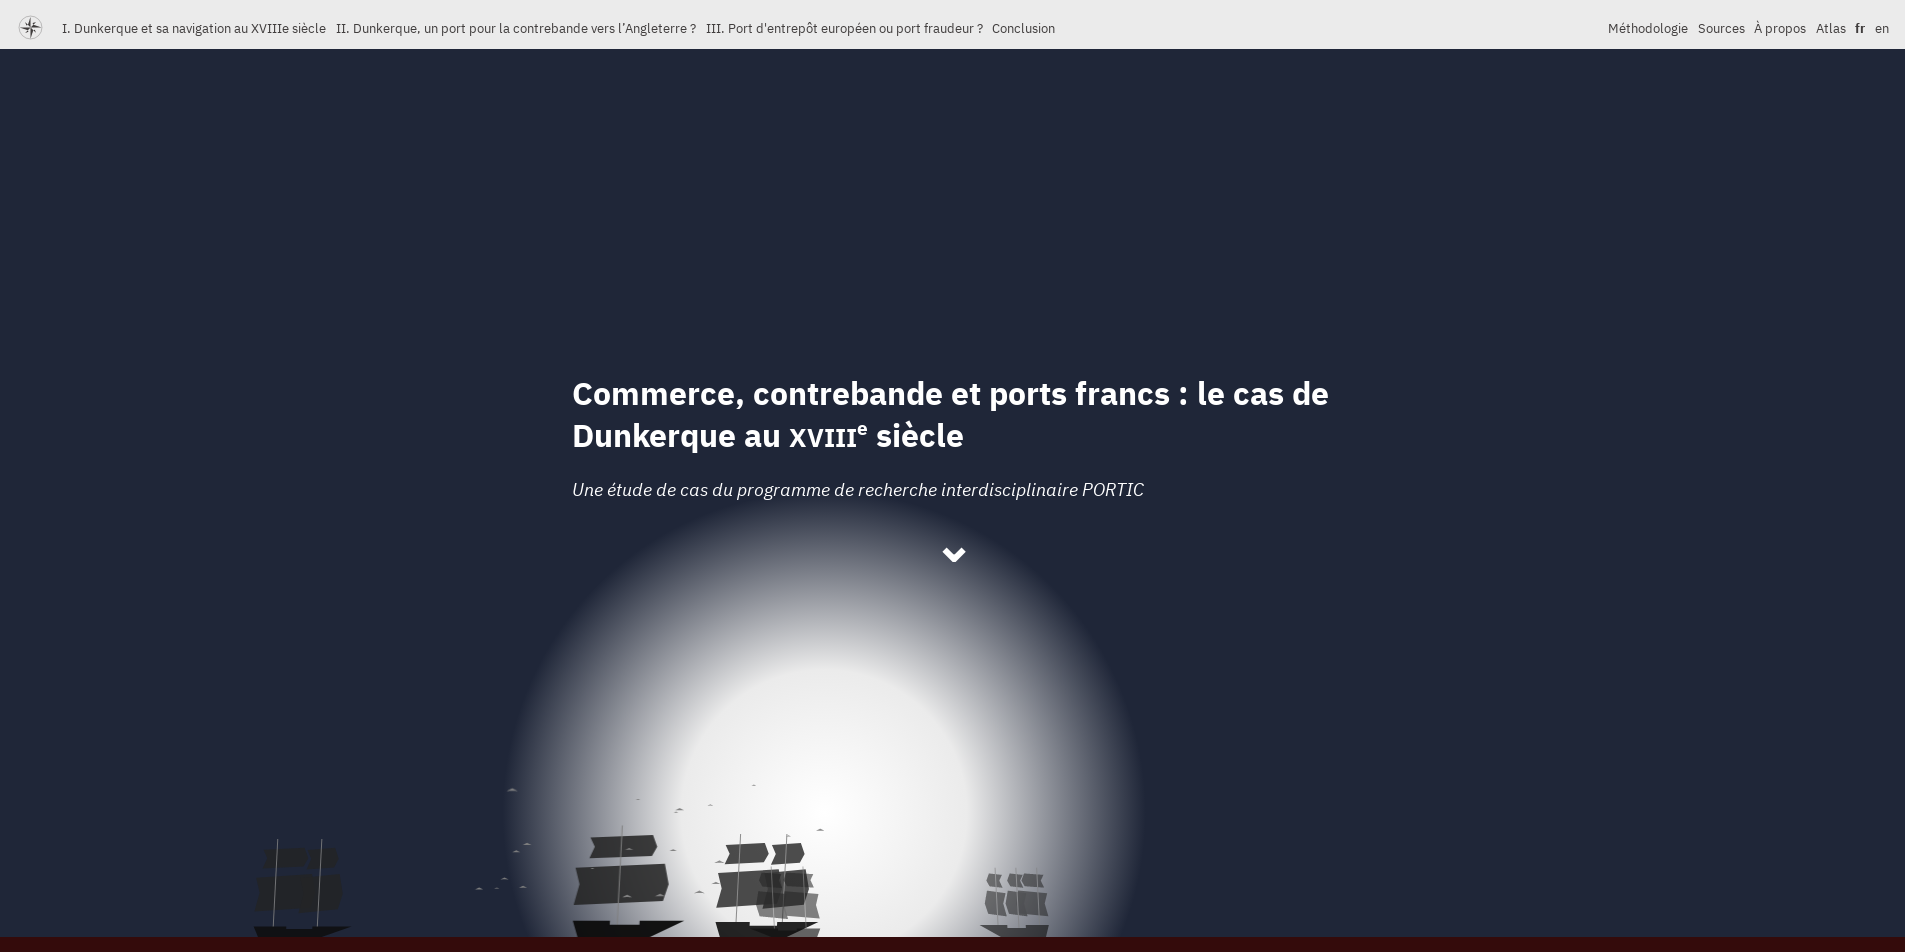 I. Dunkerque et sa navigation au XVIIIe siècle II. Dunkerque, un port pour la contrebande vers l’Angleterre ? III. Port d'entrepôt européen ou port fraudeur ? Conclusion Méthodologie Sources À propos Atlas fr en
Commerce, contrebande et ports francs : le cas de
Dunkerque au XVIIIe siècle
Une étude de cas du programme de recherche interdisciplinaire PORTIC